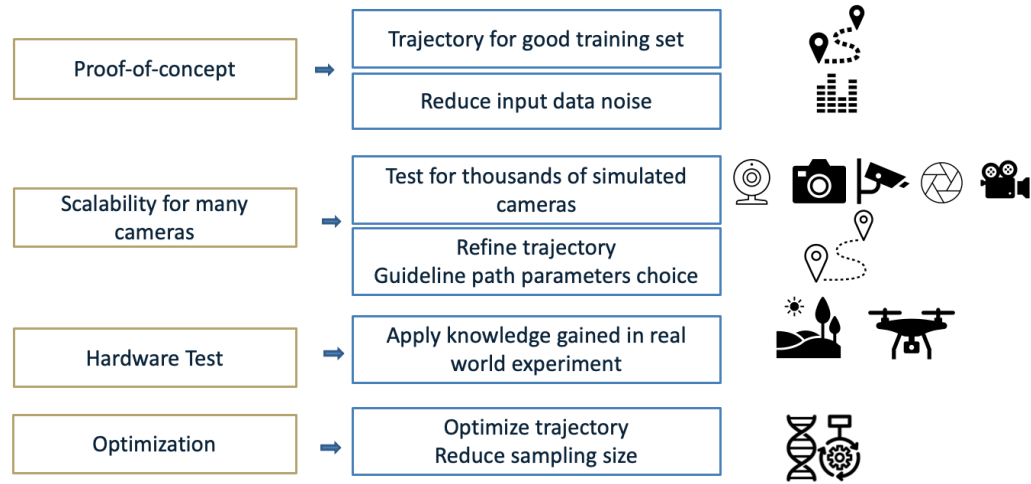 Proof-of-concept
Trajectory for good training set
Reduce input data noise
Scalability for many
cameras
Test for thousands of simulated
cameras
Refine trajectory
Guideline path parameters choice
Hardware Test
Apply knowledge gained in real
world experiment
Optimization
Optimize trajectory
Reduce sampling size